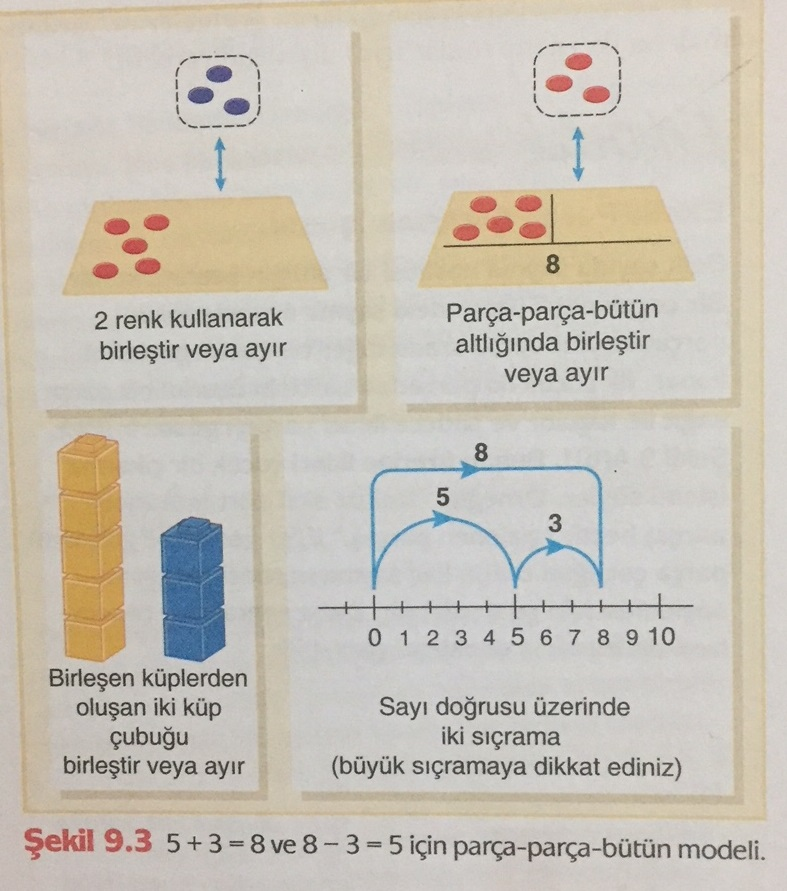 2 renk kullanarak
birleştir veya ayır
8
Parça-parça-bütün
altlığında birleştir
veya ayır
Birleşen küplerden
oluşan iki küp
çubuğu
birleştir veya ayır
8
5
3
0 1 2 3 4 5 6 7 8 9 10
Sayı doğrusu üzerinde
iki sıçrama
(büyük sıçramaya dikkat ediniz)
Şekil 9.3 5 + 3 = 8 ve 8 – 3 = 5 için parça-parça-bütün modeli.